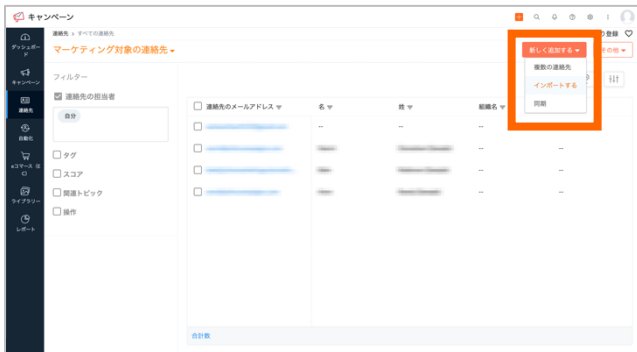 キャンペーン
連絡先 › すべての連絡先
の登録
マーケティング対象の連絡先
新しく追加する
その他
複数の連絡先
インポートする
同期
ダッシュボード
キャンペーン
連絡先
自動化
eコマース
ライブラリー
レポート
フィルター
連絡先の担当者
自分
タグ
スコア
関連トピック
操作
連絡先のメールアドレス 名 姓 組織名
-- -- --
-- --
-- --
-- --
合計数